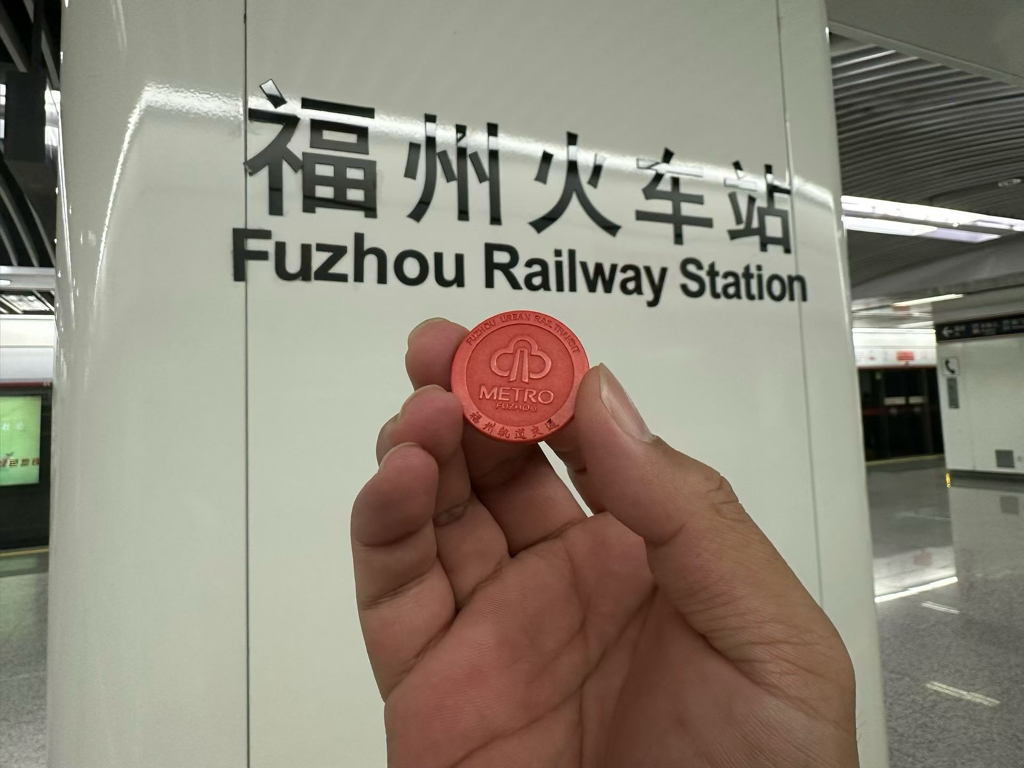 福州火车站
Fuzhou Railway Station
FUZHOU URBAN RAIL TRANSIT
METRO
FUZHOU
福州轨道交通